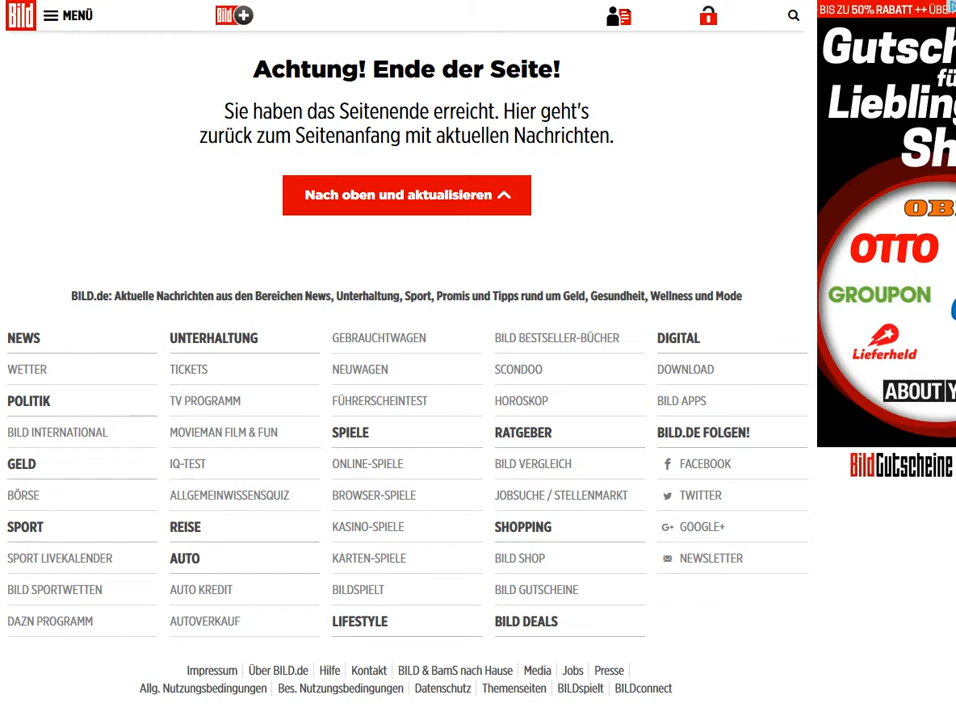 Bild
MENÜ
Bild
BIS ZU 50% RABATT ++ ÜBE
Gutsch
fü
Liebling
Sh
OB
OTTO
GROUPON
Lieferheld
ABOUT Y
BildGutscheine
Achtung! Ende der Seite!
Sie haben das Seitenende erreicht. Hier geht's
zurück zum Seitenanfang mit aktuellen Nachrichten.
Nach oben und aktualisieren
BILD.de: Aktuelle Nachrichten aus den Bereichen News, Unterhaltung, Sport, Promis und Tipps rund um Geld, Gesundheit, Wellness und Mode
NEWS
WETTER
POLITIK
BILD INTERNATIONAL
GELD
BÖRSE
SPORT
SPORT LIVEKALENDER
BILD SPORTWETTEN
DAZN PROGRAMM
UNTERHALTUNG
TICKETS
TV PROGRAMM
MOVIEMAN FILM & FUN
IQ-TEST
ALLGEMEINWISSENSQUIZ
REISE
AUTO
AUTO KREDIT
AUTOVERKAUF
GEBRAUCHTWAGEN
NEUWAGEN
FÜHRERSCHEINTEST
SPIELE
ONLINE-SPIELE
BROWSER-SPIELE
KASINO-SPIELE
KARTEN-SPIELE
BILDSPIELT
LIFESTYLE
BILD BESTSELLER-BÜCHER
SCONDOO
HOROSKOP
RATGEBER
BILD VERGLEICH
JOBSUCHE / STELLENMARKT
SHOPPING
BILD SHOP
BILD GUTSCHEINE
BILD DEALS
DIGITAL
DOWNLOAD
BILD APPS
BILD.DE FOLGEN!
FACEBOOK
TWITTER
GOOGLE+
NEWSLETTER
Impressum Über BILD.de Hilfe Kontakt BILD & BamS nach Hause Media Jobs Presse
Allg. Nutzungsbedingungen Bes. Nutzungsbedingungen Datenschutz Themenseiten BILDspielt BILDconnect